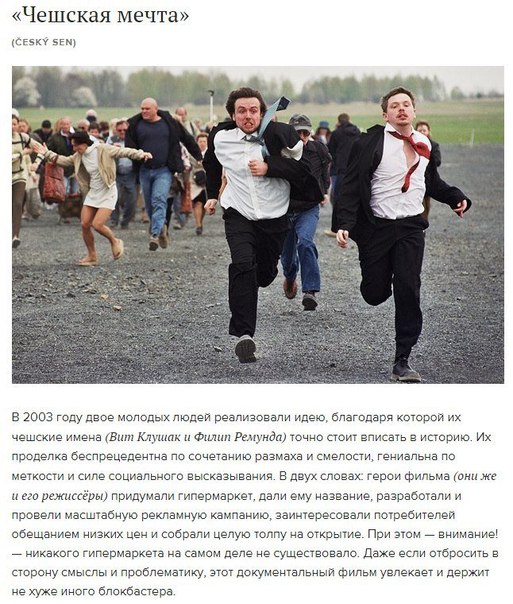 «Чешская мечта»
(ČESKÝ SEN)
В 2003 году двое молодых людей реализовали идею, благодаря которой их
чешские имена (Вит Клушак и Филип Ремунда) точно стоит вписать в историю. Их
проделка беспрецедентна по сочетанию размаха и смелости, гениальна по
меткости и силе социального высказывания. В двух словах: герои фильма (они же
и его режиссёры) придумали гипермаркет, дали ему название, разработали и
провели масштабную рекламную кампанию, заинтересовали потребителей
обещанием низких цен и собрали целую толпу на открытие. При этом — внимание!
— никакого гипермаркета на самом деле не существовало. Даже если отбросить в
сторону смыслы и проблематику, этот документальный фильм увлекает и держит
не хуже иного блокбастера.